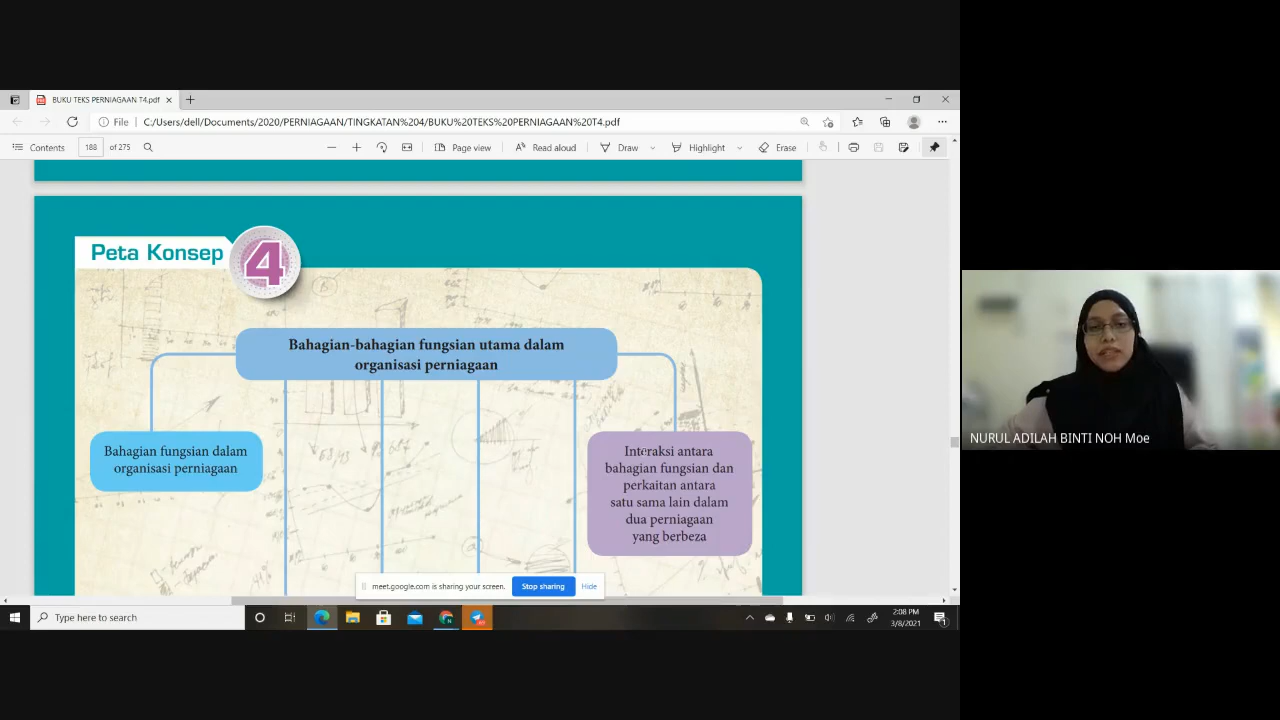 BUKU TEKS PERNIAGAAN T4.pdf
File
C:/Users/dell/Documents/2020/PERNIAGAAN/TINGKATAN%204/BUKU%20TEKS%20PERNIAGAAN%20T4.pdf
Contents
188
of 275
Page view
Read aloud
Draw
Highlight
Erase
Peta Konsep
4
Bahagian-bahagian fungsian utama dalam
organisasi perniagaan
Bahagian fungsian dalam
organisasi perniagaan
Interaksi antara
bahagian fungsian dan
perkaitan antara
satu sama lain dalam
dua perniagaan
yang berbeza
NURUL ADILAH BINTI NOH Moe
meet.google.com is sharing your screen.
Stop sharing
Hide
Type here to search
2:08 PM
3/8/2021